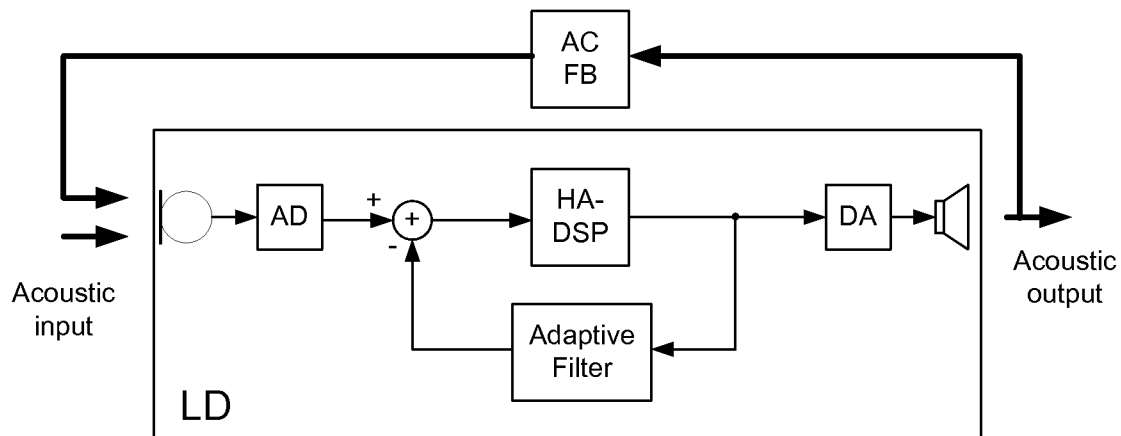 AC
FB
AD
+
+
-
HA-
DSP
DA
Acoustic
input
Acoustic
output
Adaptive
Filter
LD